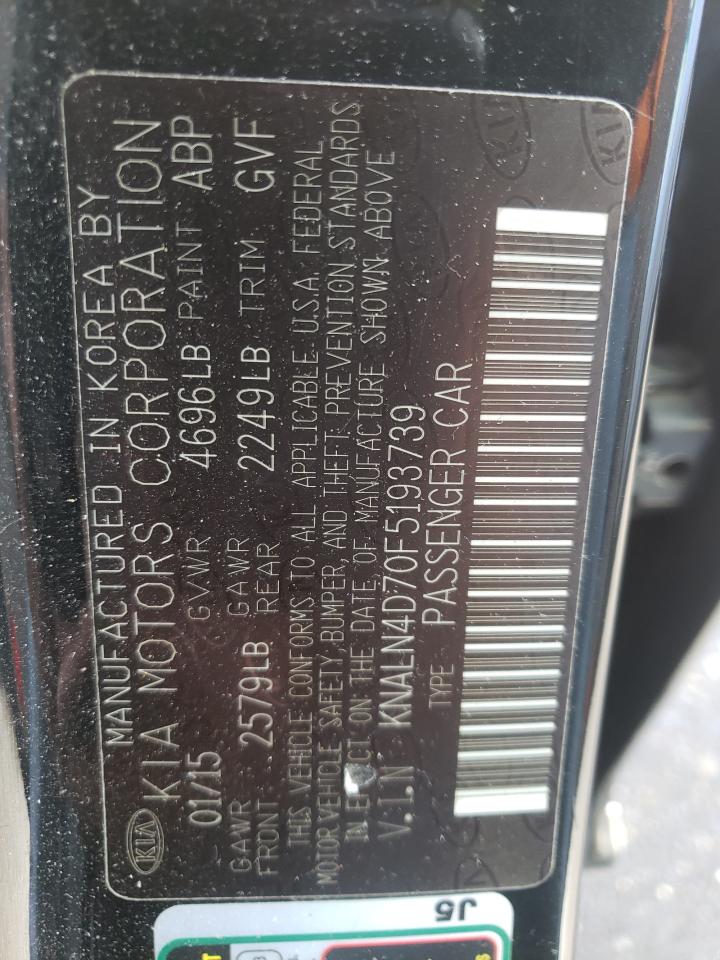 MANUFACTURED IN KOREA BY
KIA KIA MOTORS CORPORATION
01/15 GVWR 4696LB PAINT ABP
GAWR FRONT 2579LB GAWR REAR 2249LB TRIM GVF
THIS VEHICLE CONFORMS TO ALL APPLICABLE U.S.A. FEDERAL
MOTOR VEHICLE SAFETY, BUMPER, AND THEFT PREVENTION STANDARDS
IN EFFECT ON THE DATE OF MANUFACTURE SHOWN ABOVE
V.I.N KNALN4D70F5193739
TYPE PASSENGER CAR
J5